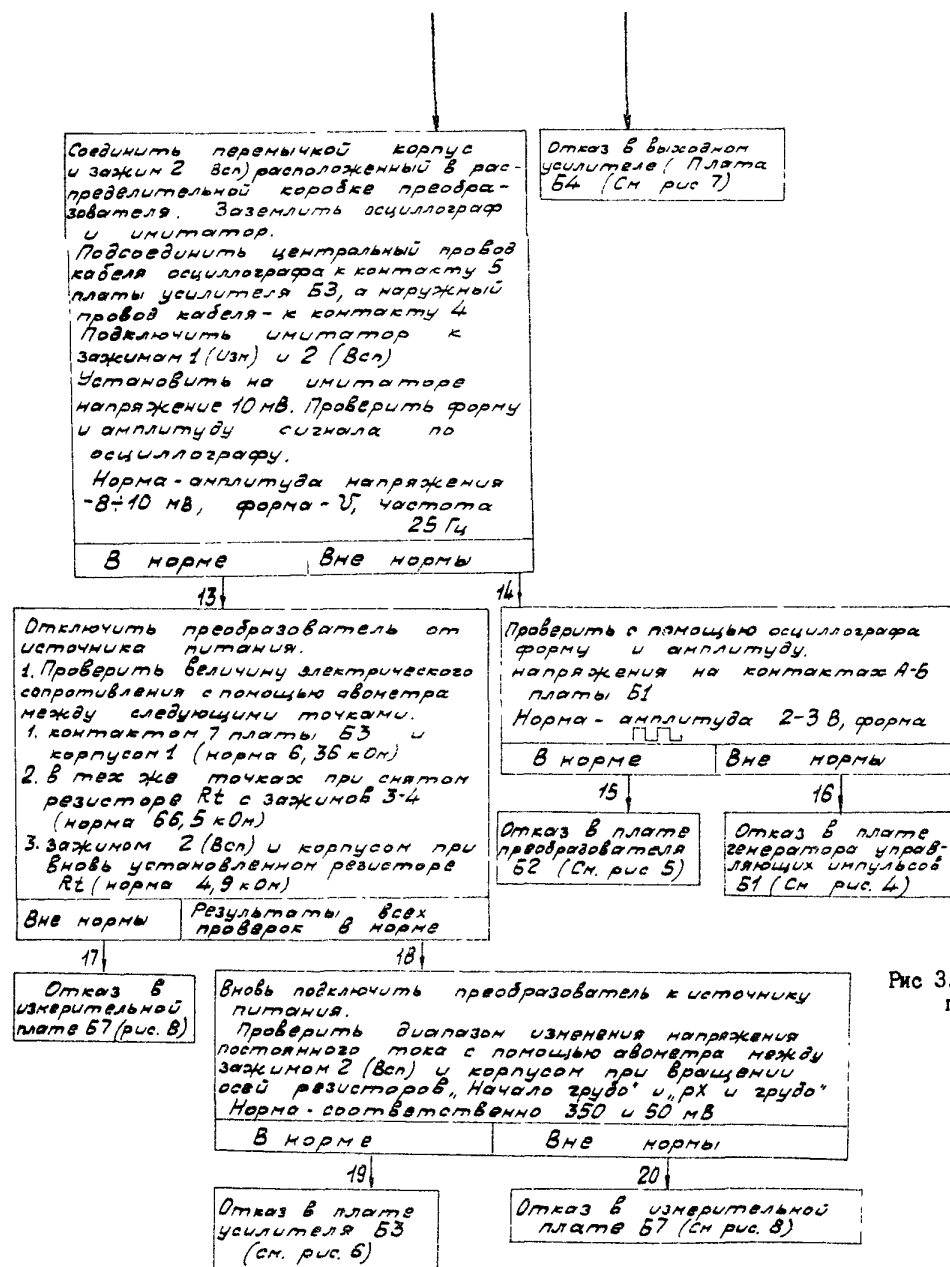 Соединить перемычкой корпус
и зажим 2 Всп) расположенный в рас-
пределительной коробке преобра-
зователя. Заземлить осциллограф
и имитатор.
Подсоединить центральный провод
кабеля осциллографа к контакту 5
платы усилителя Б3, а наружный
провод кабеля - к контакту 4
Подключить имитатор к
зажимам 1 (Изм) и 2 (Всп)
Установить на имитаторе
напряжение 10 мВ. Проверить форму
и амплитуду сигнала по
осциллографу.
Норма - амплитуда напряжения
-8÷10 мВ, форма - U, частота
25 Гц
В норме Вне нормы
Отказ в выходном
усилителе ( Плата
Б4 (См рис 7)
13
14
Отключить преобразователь от
источника питания.
1. Проверить величину электрического
сопротивления с помощью авометра
между следующими точками.
1. контактом 7 платы Б3 и
корпусом 1 (норма 6,36 кОм)
2. в тех же точках при снятом
резисторе Rt с зажимов 3-4
(норма 66,5 кОм)
3. зажимом 2 (Всп) и корпусом при
вновь установленном резисторе
Rt (норма 4,9 кОм)
Вне нормы Результаты всех
проверок в норме
Проверить с помощью осциллографа
форму и амплитуду.
напряжения на контактах А-Б
платы Б1
Норма - амплитуда 2-3 В, форма
В норме Вне нормы
15
16
Отказ в плате
преобразователя
Б2 (См. рис 5)
Отказ в плате
генератора управ-
ляющих импульсов
Б1 (См рис. 4)
17
18
Отказ в
измерительной
плате Б7 (рис. 8)
Вновь подключить преобразователь к источнику
питания.
Проверить диапазон изменения напряжения
постоянного тока с помощью авометра между
зажимом 2 (Всп) и корпусом при вращении
осей резисторов „Начало грубо" и „рХ и грубо"
Норма - соответственно 350 и 50 мВ
В норме Вне нормы
Рис 3.
19
20
Отказ в плате
усилителя Б3
(см. рис. 6)
Отказ в измерительной
плате Б7 (См рис. 8)